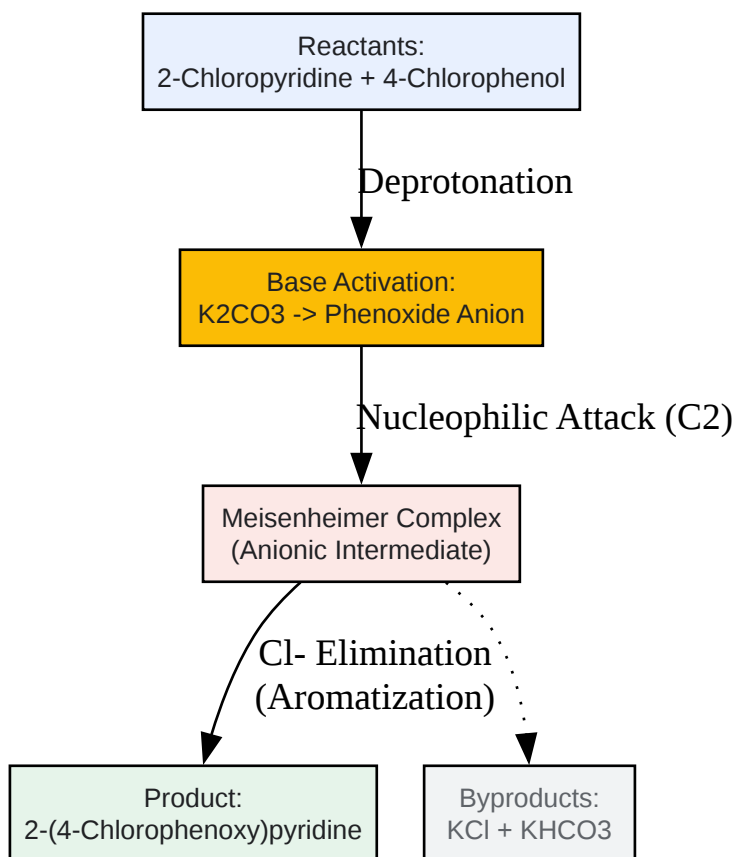 Reactants:
2-Chloropyridine + 4-Chlorophenol
Deprotonation
Base Activation:
K2CO3 -> Phenoxide Anion
Nucleophilic Attack (C2)
Meisenheimer Complex
(Anionic Intermediate)
Cl- Elimination
(Aromatization)
Product:
2-(4-Chlorophenoxy)pyridine
Byproducts:
KCl + KHCO3